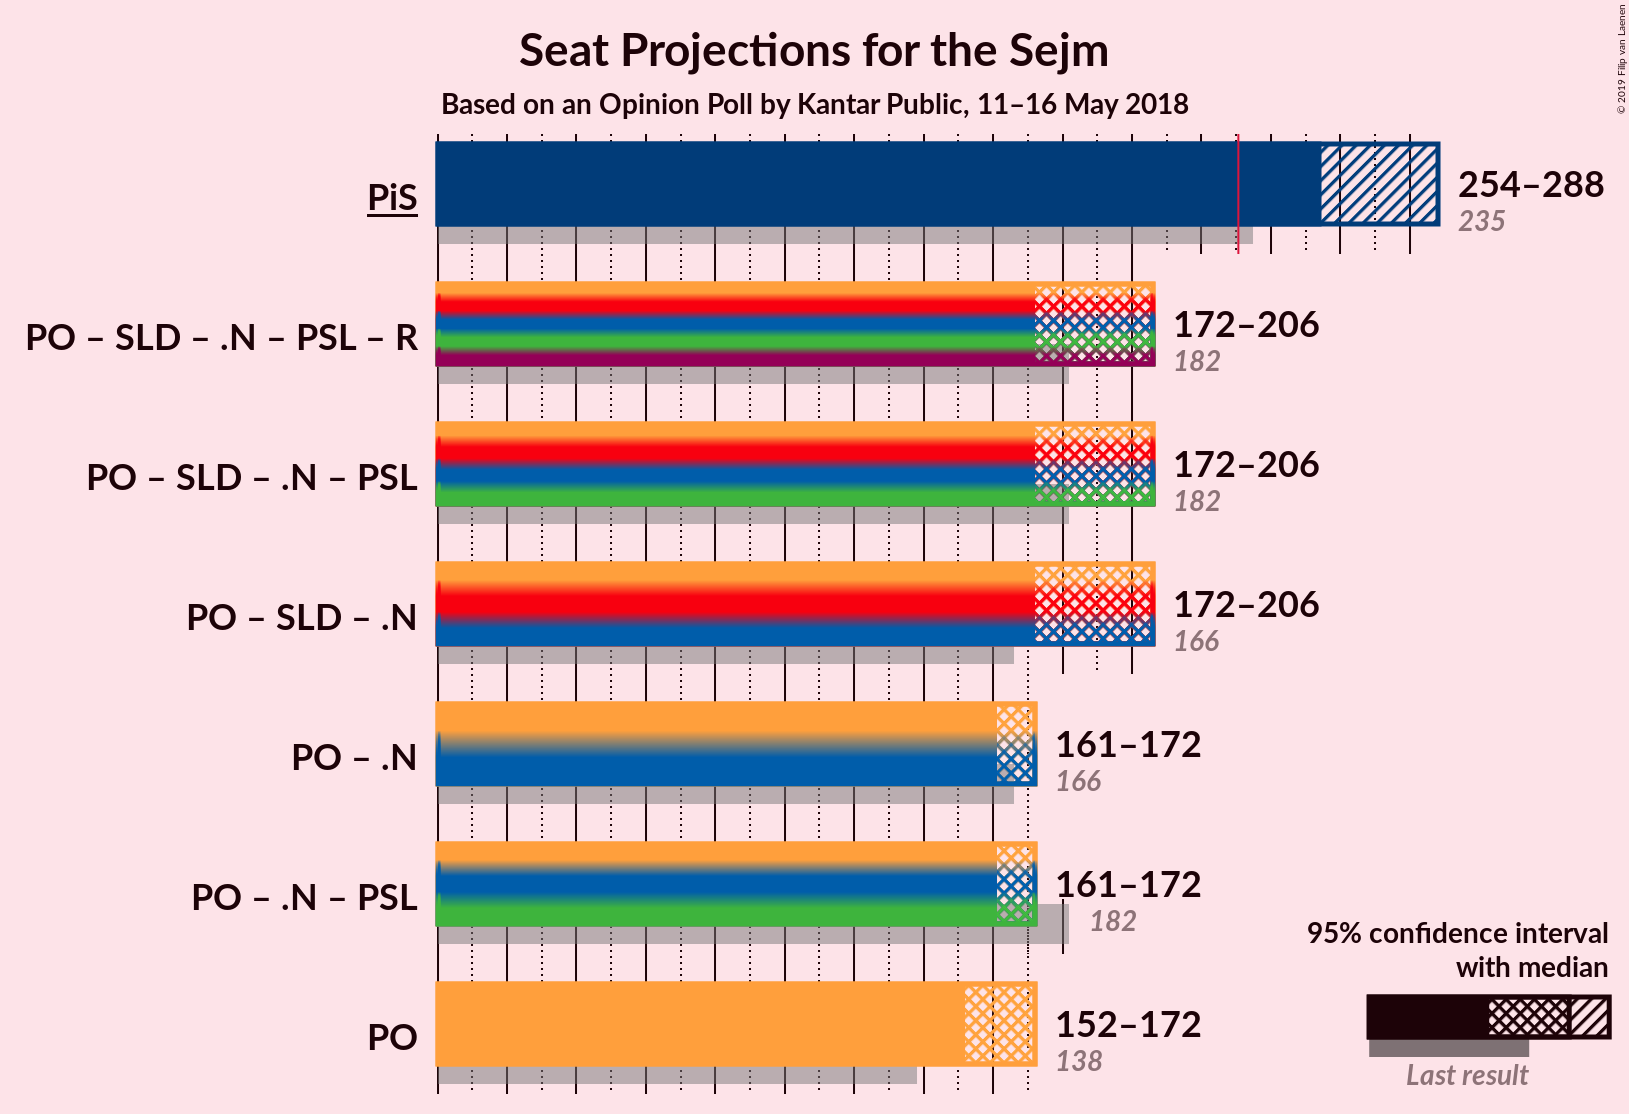 Seat Projections for the Sejm
Based on an Opinion Poll by Kantar Public, 11–16 May 2018
© 2019 Filip van Laenen
PiS
254–288
235
PO – SLD – .N – PSL – R
172–206
182
PO – SLD – .N – PSL
172–206
182
PO – SLD – .N
172–206
166
PO – .N
161–172
166
PO – .N – PSL
161–172
182
PO
152–172
138
95% confidence interval
with median
Last result